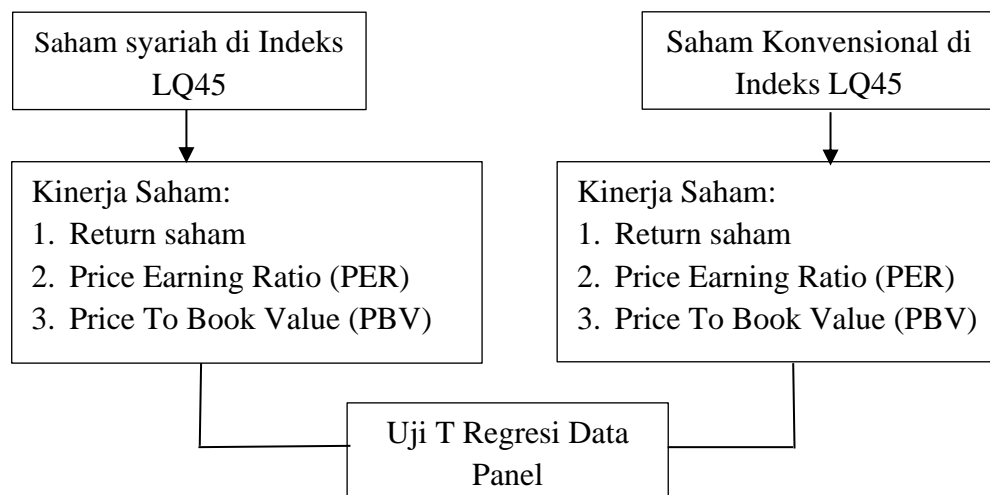 Saham syariah di Indeks
LQ45
Saham Konvensional di
Indeks LQ45
Kinerja Saham:
1. Return saham
2. Price Earning Ratio (PER)
3. Price To Book Value (PBV)
Kinerja Saham:
1. Return saham
2. Price Earning Ratio (PER)
3. Price To Book Value (PBV)
Uji T Regresi Data
Panel